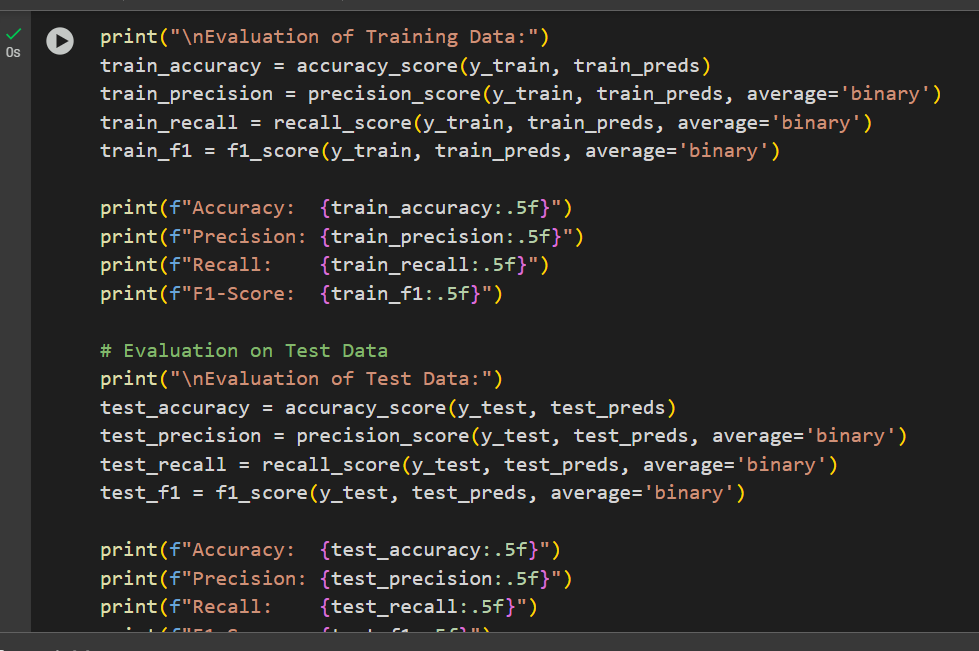 0s
print("\nEvaluation of Training Data:")
train_accuracy = accuracy_score(y_train, train_preds)
train_precision = precision_score(y_train, train_preds, average='binary')
train_recall = recall_score(y_train, train_preds, average='binary')
train_f1 = f1_score(y_train, train_preds, average='binary')

print(f"Accuracy:  {train_accuracy:.5f}")
print(f"Precision: {train_precision:.5f}")
print(f"Recall:    {train_recall:.5f}")
print(f"F1-Score:  {train_f1:.5f}")

# Evaluation on Test Data
print("\nEvaluation of Test Data:")
test_accuracy = accuracy_score(y_test, test_preds)
test_precision = precision_score(y_test, test_preds, average='binary')
test_recall = recall_score(y_test, test_preds, average='binary')
test_f1 = f1_score(y_test, test_preds, average='binary')

print(f"Accuracy:  {test_accuracy:.5f}")
print(f"Precision: {test_precision:.5f}")
print(f"Recall:    {test_recall:.5f}")